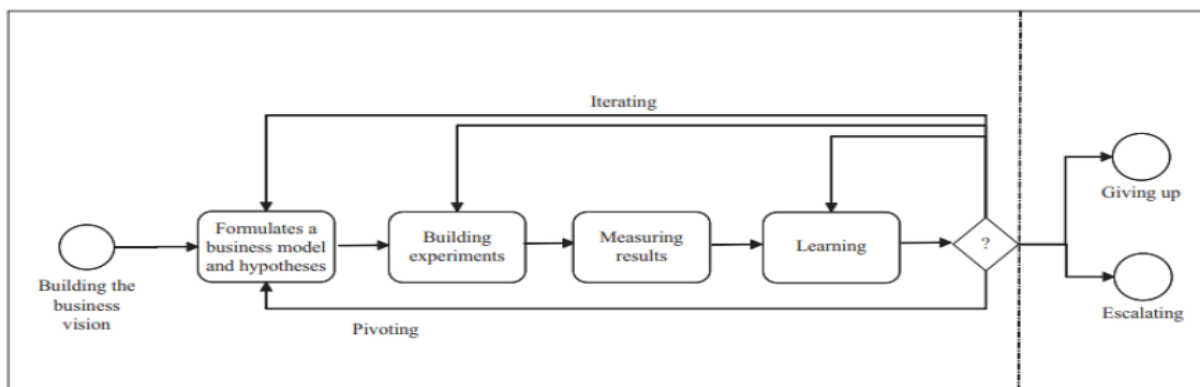 Iterating
Giving up
Formulates a
business model
and hypotheses
Building
experiments
Measuring
results
Learning
?
Building the
business
vision
Escalating
Pivoting